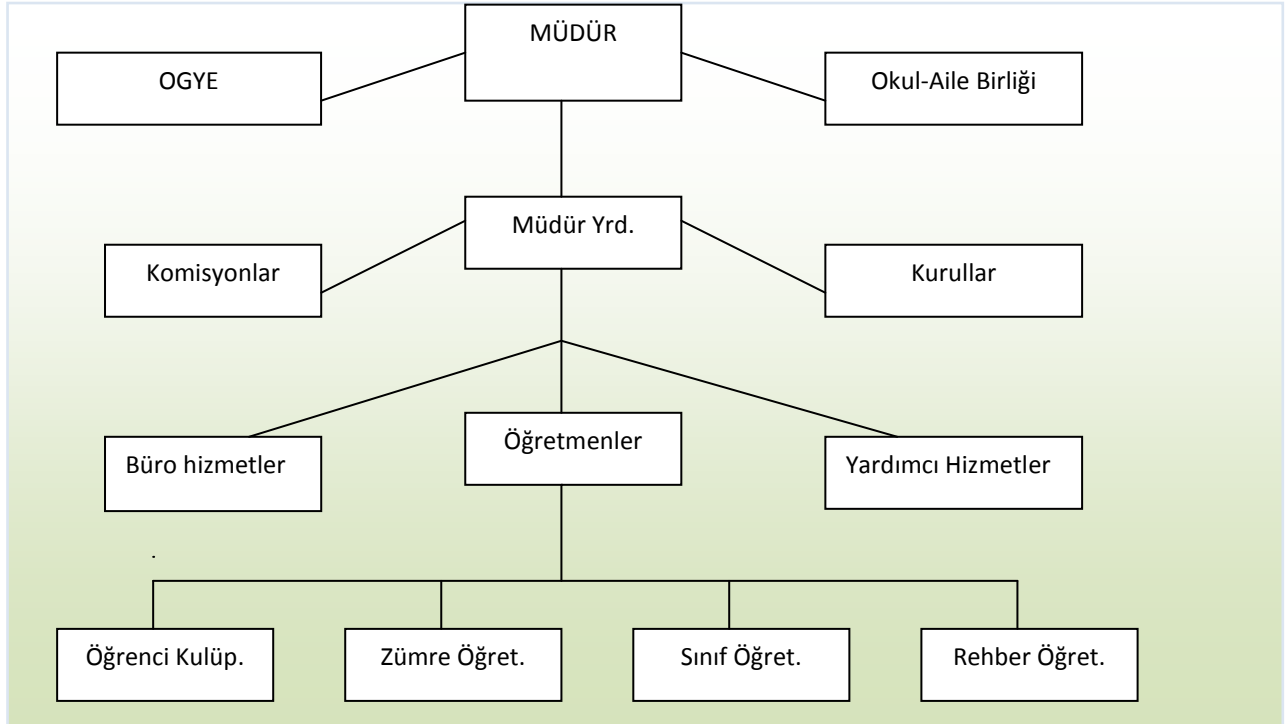 MÜDÜR
OGYE
Okul-Aile Birliği
Müdür Yrd.
Komisyonlar
Kurullar
Büro hizmetler
Öğretmenler
Yardımcı Hizmetler
.
Öğrenci Kulüp.
Zümre Öğret.
Sınıf Öğret.
Rehber Öğret.